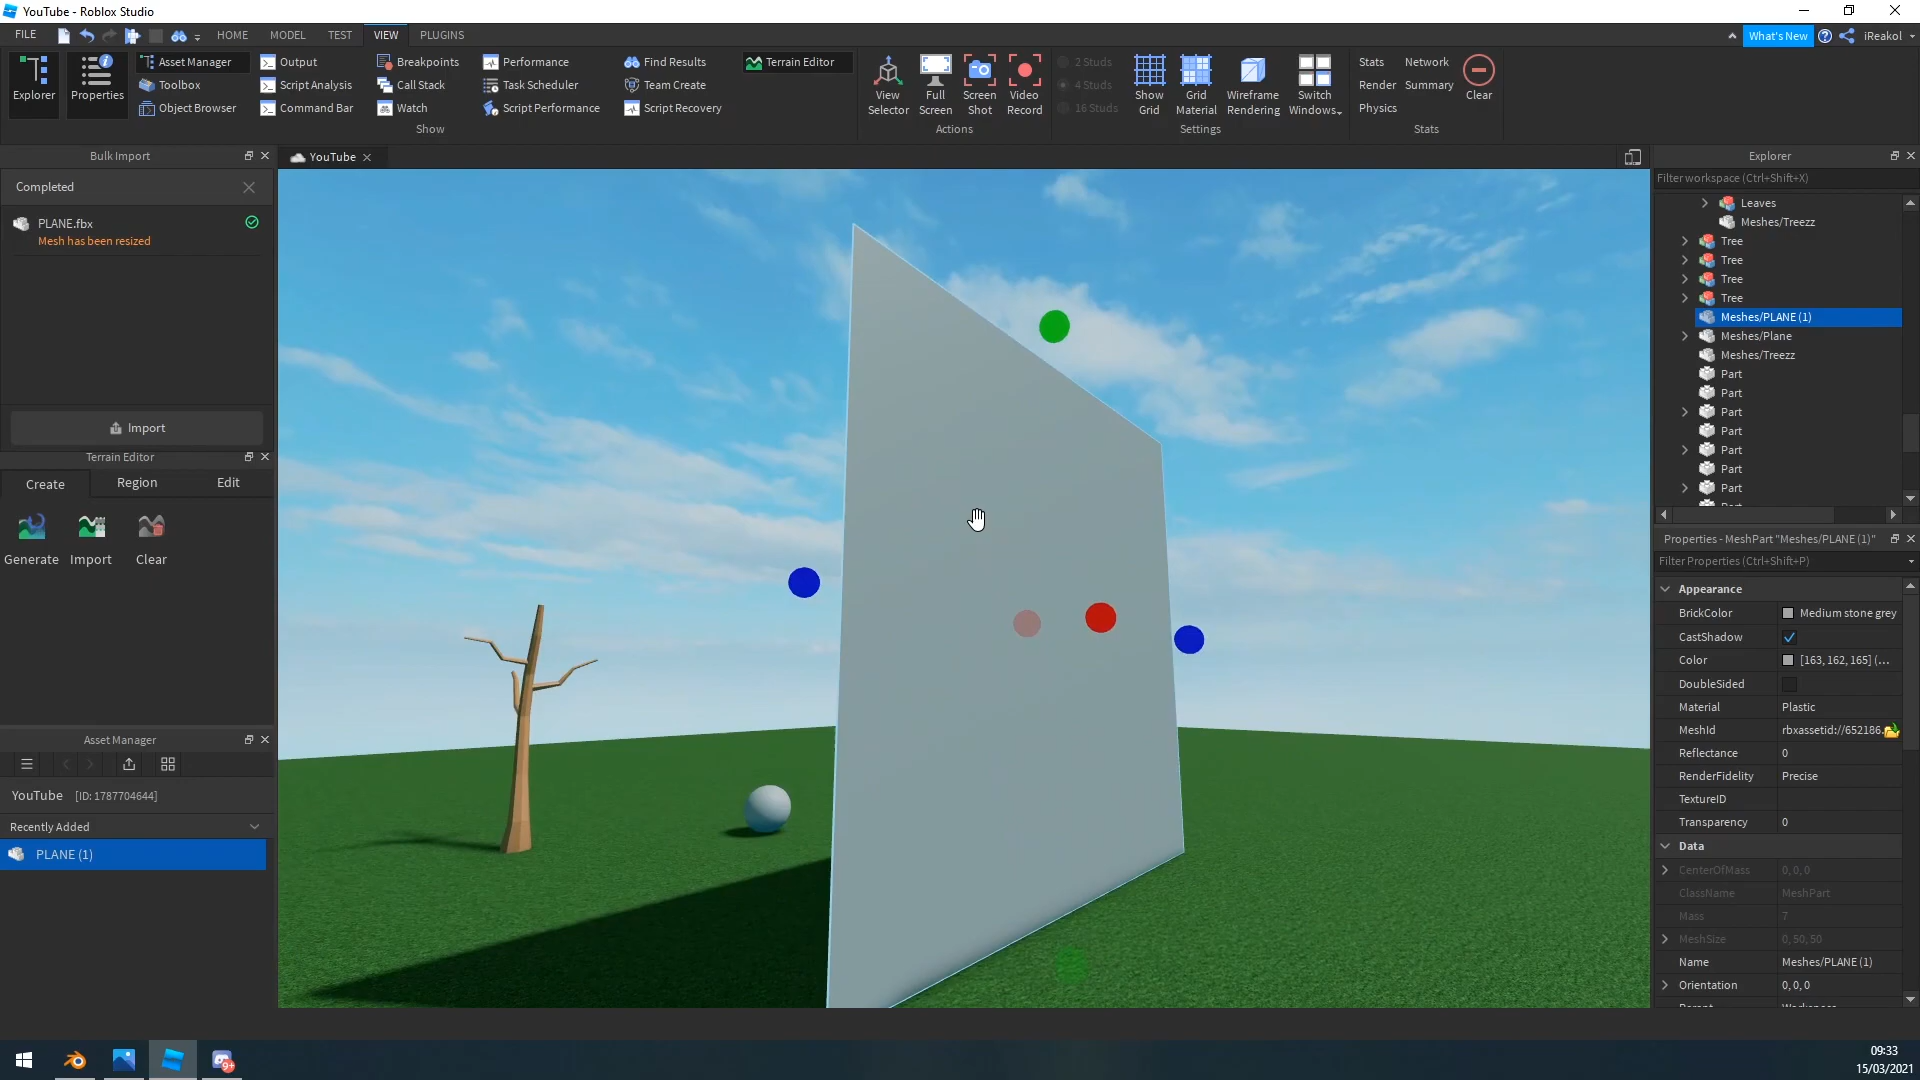 YouTube - Roblox Studio
FILE HOME MODEL TEST VIEW PLUGINS What's New iReakol
Explorer
Properties
Asset Manager
Toolbox
Object Browser
Output
Script Analysis
Command Bar
Breakpoints
Call Stack
Watch
Performance
Task Scheduler
Script Performance
Find Results
Team Create
Script Recovery
Terrain Editor
Show
View
Selector
Full
Screen
Screen
Shot
Video
Record
Actions
2 Studs
4 Studs
16 Studs
Show
Grid
Grid
Material
Wireframe
Rendering
Switch
Windows
Settings
Stats Network
Render Summary
Physics
Clear
Stats
Bulk Import
Completed
PLANE.fbx
Mesh has been resized
Import
Terrain Editor
Create Region Edit
Generate Import Clear
Asset Manager
YouTube [ID: 1787704644]
Recently Added
PLANE (1)
YouTube
Explorer
Filter workspace (Ctrl+Shift+X)
Leaves
Meshes/Treezz
Tree
Tree
Tree
Tree
Meshes/PLANE (1)
Meshes/Plane
Meshes/Treezz
Part
Part
Part
Part
Part
Part
Part
Properties - MeshPart "Meshes/PLANE (1)"
Filter Properties (Ctrl+Shift+P)
Appearance
BrickColor Medium stone grey
CastShadow
Color [163, 162, 165] (...
DoubleSided
Material Plastic
MeshId rbxassetid://652186
Reflectance 0
RenderFidelity Precise
TextureID
Transparency 0
Data
CenterOfMass 0, 0, 0
ClassName MeshPart
Mass 7
MeshSize 0, 50, 50
Name Meshes/PLANE (1)
Orientation 0, 0, 0
9+
09:33
15/03/2021